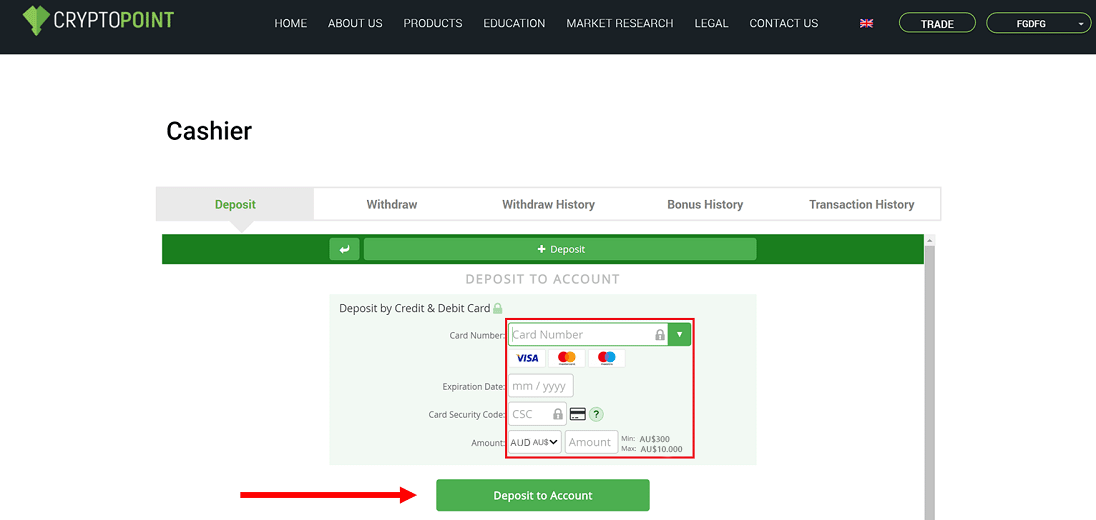 CRYPTOPOINT
HOME ABOUT US PRODUCTS EDUCATION MARKET RESEARCH LEGAL CONTACT US TRADE FGDFG
Cashier
Deposit Withdraw Withdraw History Bonus History Transaction History
+ Deposit
DEPOSIT TO ACCOUNT
Deposit by Credit & Debit Card
Card Number: Card Number
VISA
Expiration Date: mm / yyyy
Card Security Code: CSC ?
Amount: AUD AU$ Amount Min: AU$300
Max: AU$10.000
Deposit to Account